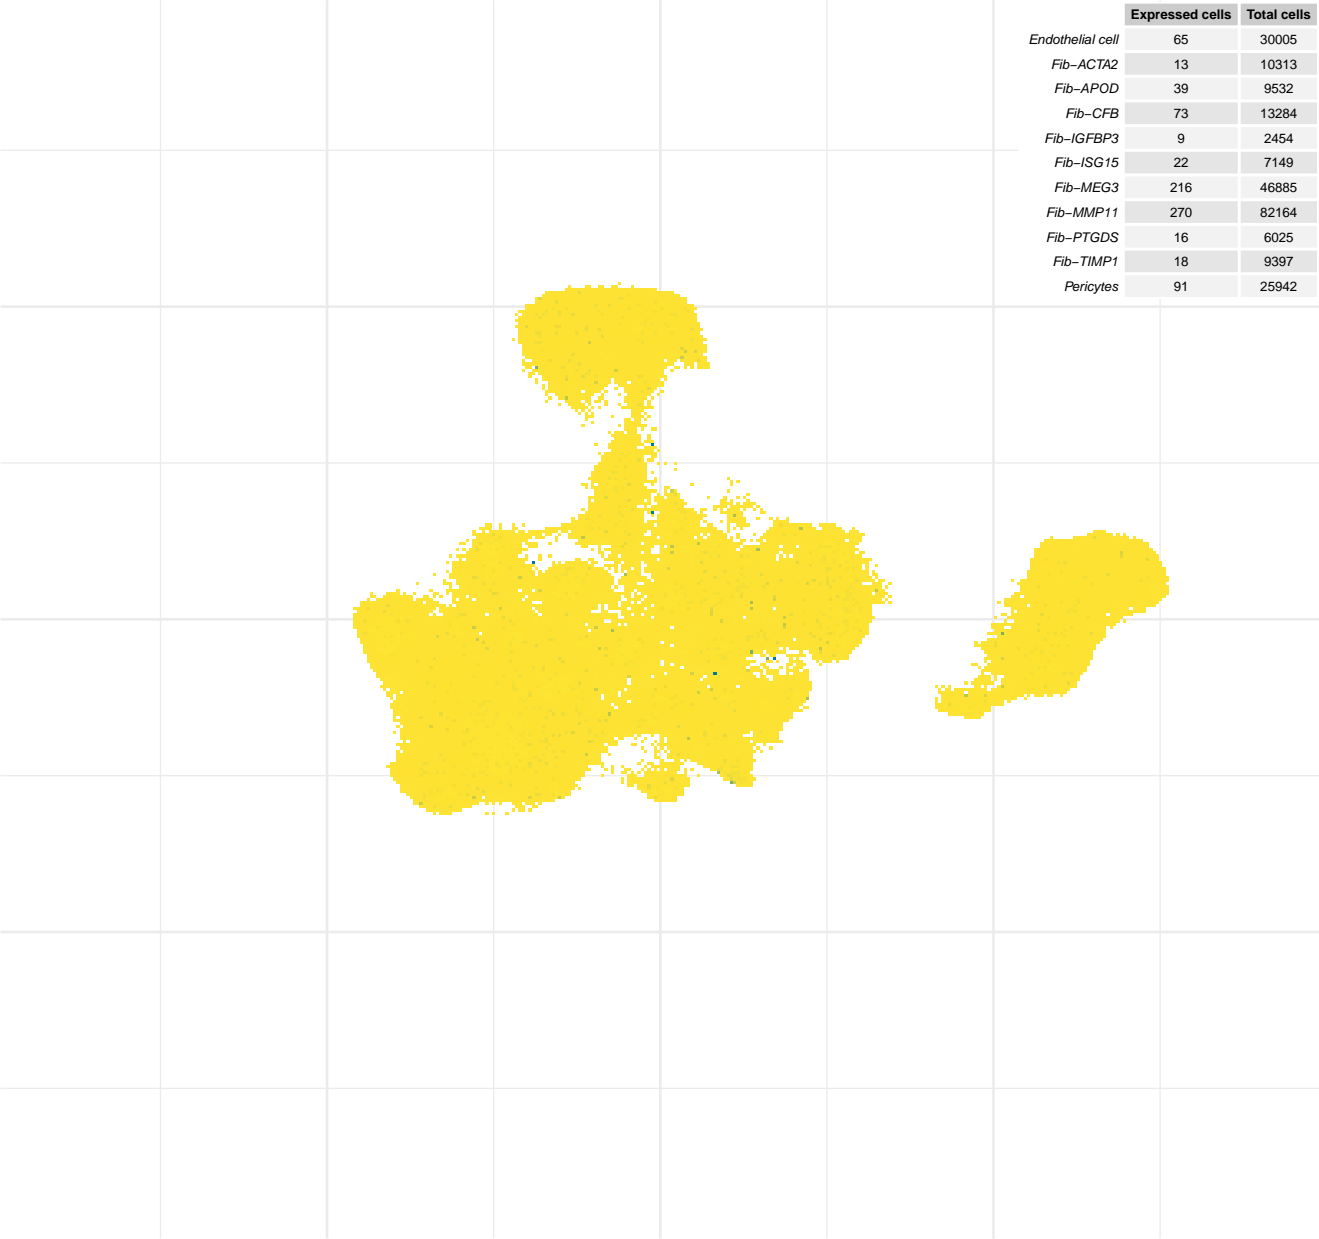 Expressed cells Total cells
Endothelial cell 65 30005
Fib−ACTA2 13 10313
Fib−APOD 39 9532
Fib−CFB 73 13284
Fib−IGFBP3 9 2454
Fib−ISG15 22 7149
Fib−MEG3 216 46885
Fib−MMP11 270 82164
Fib−PTGDS 16 6025
Fib−TIMP1 18 9397
Pericytes 91 25942